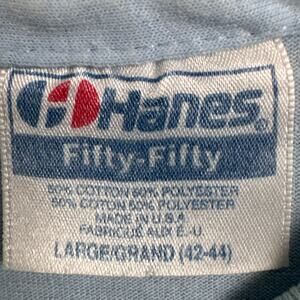 Hanes®
Fifty-Fifty
50% COTTON 50% POLYESTER
50% COTON 50% POLYESTER
MADE IN U.S.A
FABRIQUE AUX E.-U
LARGE/GRAND (42-44)